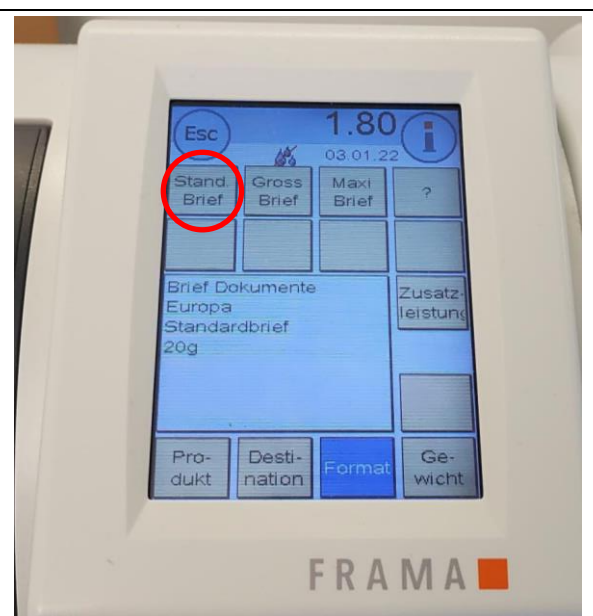 Esc 1.80 i
03.01.22
Stand. Gross Maxi ?
Brief Brief Brief
Brief Dokumente
Europa
Standardbrief
20g
Zusatz-
leistung
Pro- Desti- Format Ge-
dukt nation wicht
FRAMA